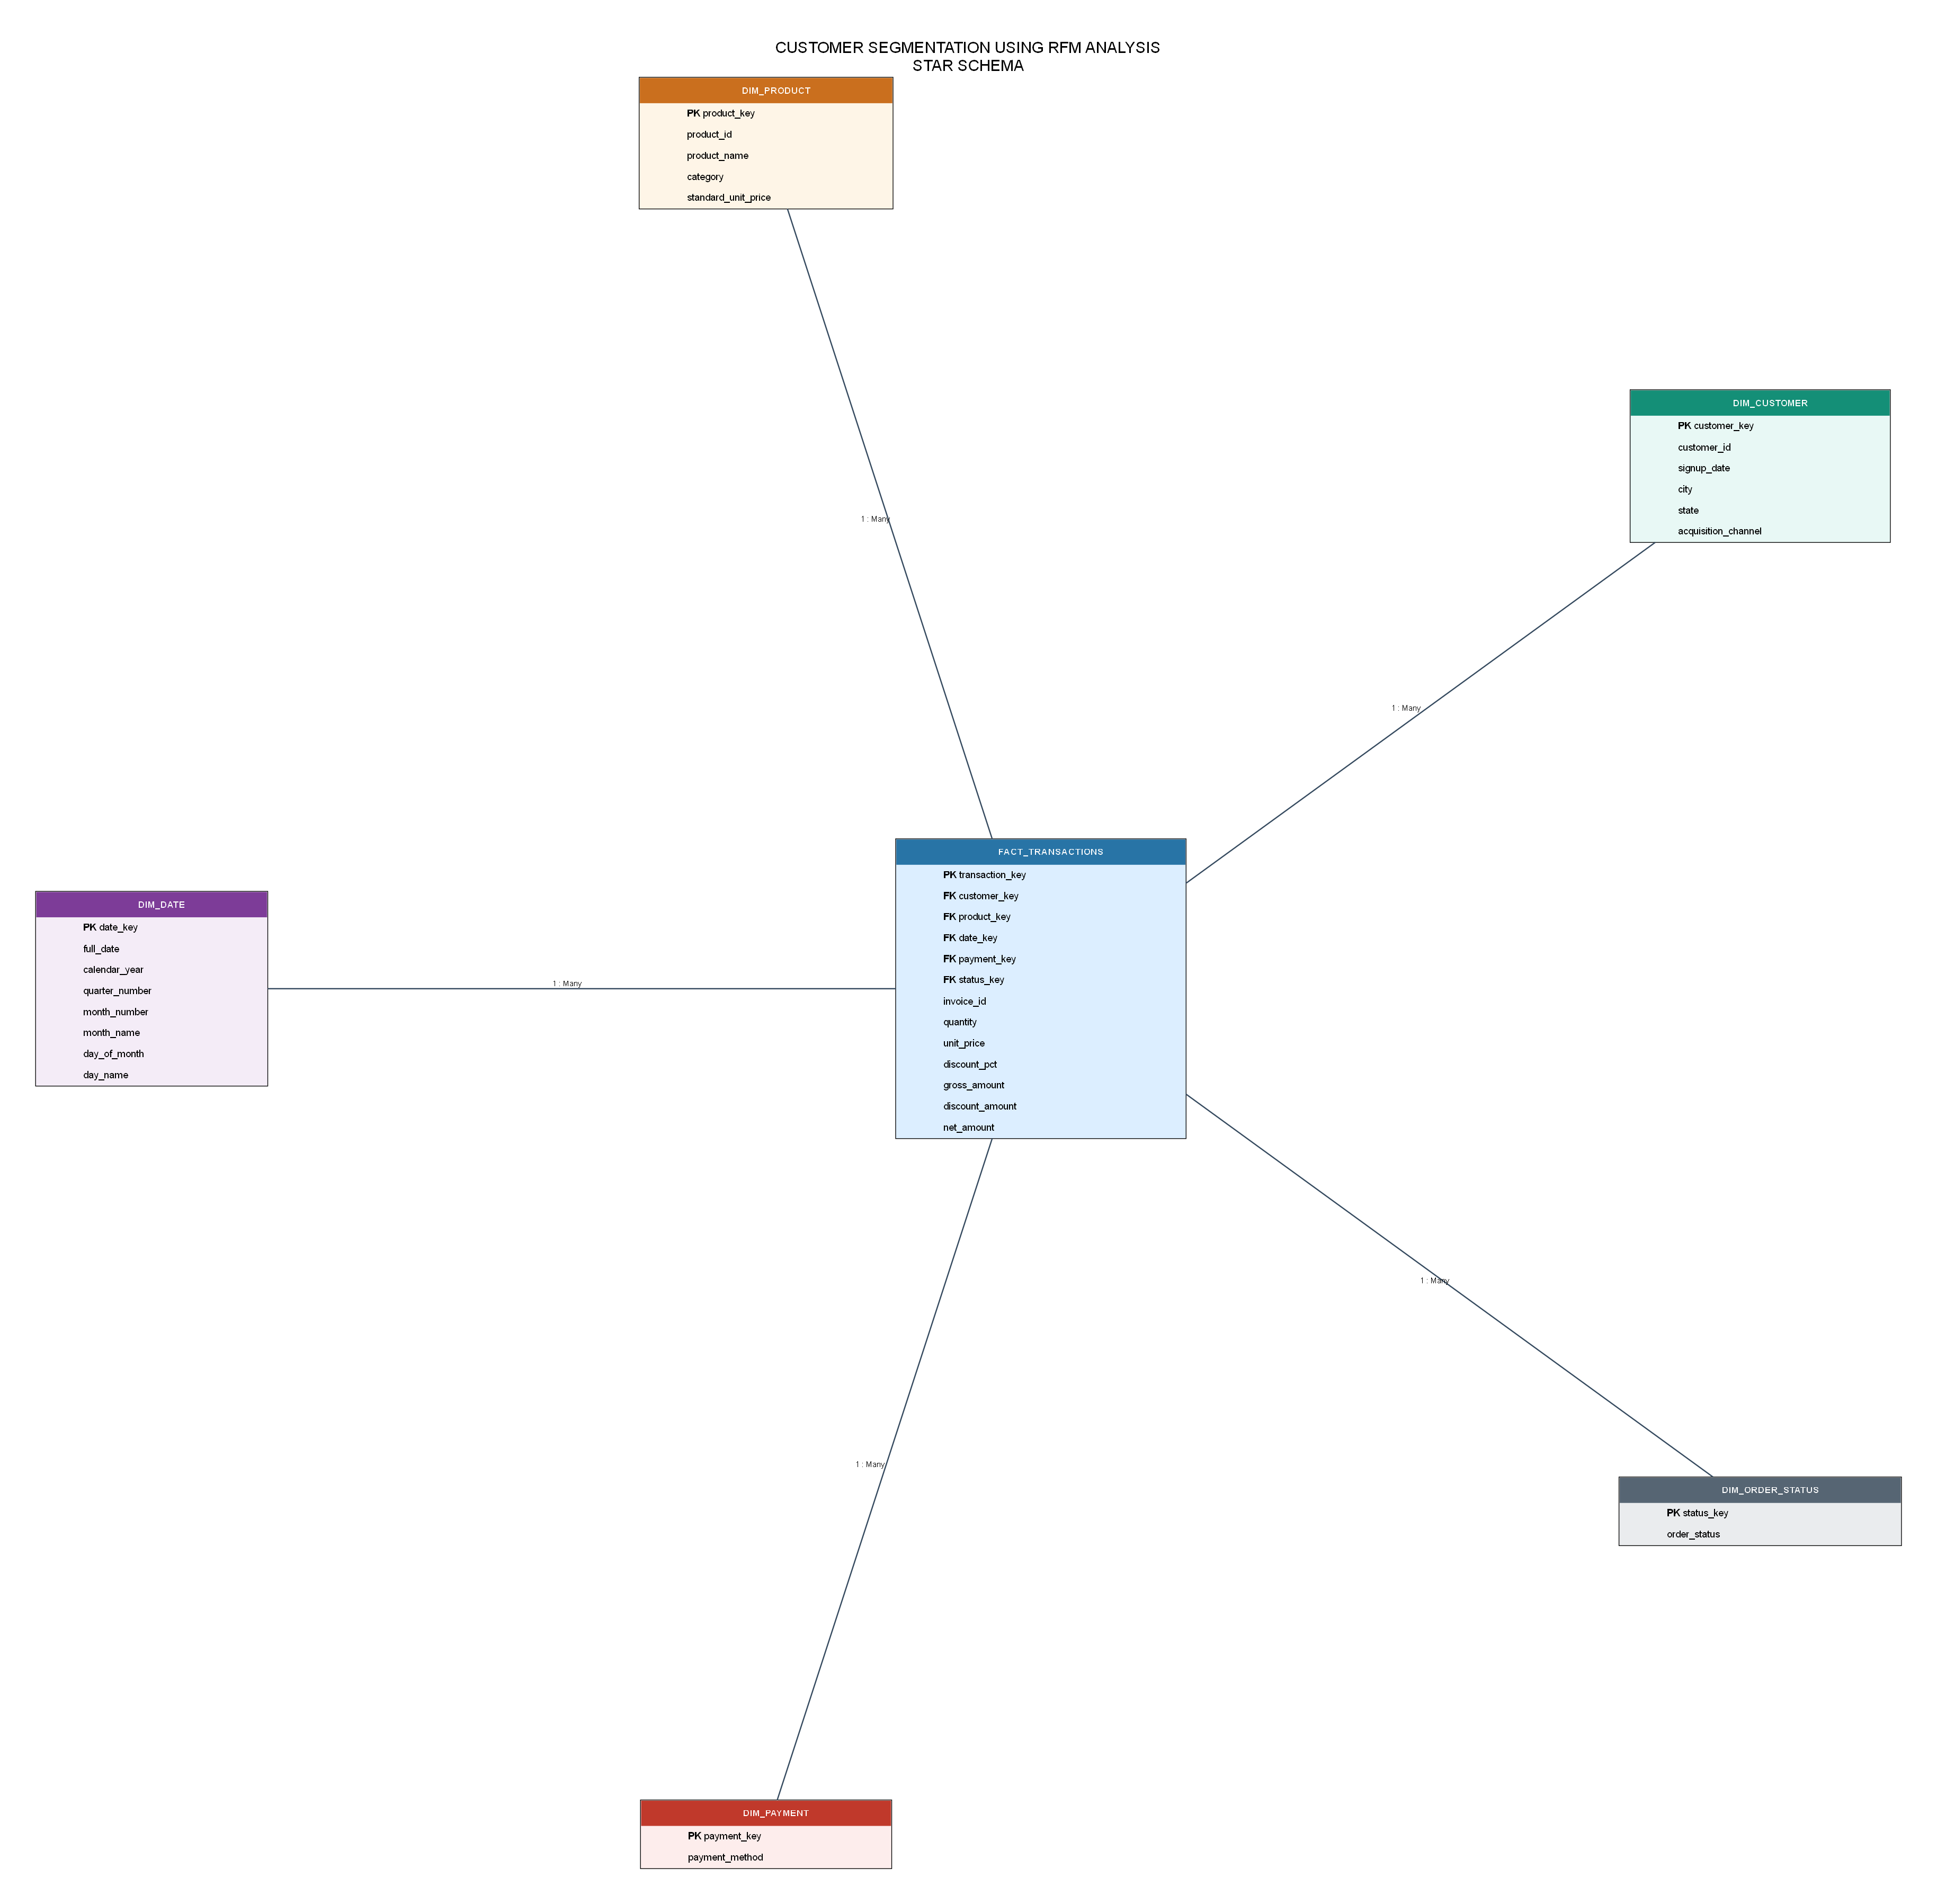 CUSTOMER SEGMENTATION USING RFM ANALYSIS
STAR SCHEMA
DIM_PRODUCT
PK product_key
product_id
product_name
category
standard_unit_price
DIM_CUSTOMER
PK customer_key
customer_id
signup_date
city
state
acquisition_channel
1 : Many
1 : Many
FACT_TRANSACTIONS
PK transaction_key
FK customer_key
FK product_key
FK date_key
FK payment_key
FK status_key
invoice_id
quantity
unit_price
discount_pct
gross_amount
discount_amount
net_amount
DIM_DATE
PK date_key
full_date
calendar_year
quarter_number
month_number
month_name
day_of_month
day_name
1 : Many
1 : Many
1 : Many
DIM_ORDER_STATUS
PK status_key
order_status
DIM_PAYMENT
PK payment_key
payment_method